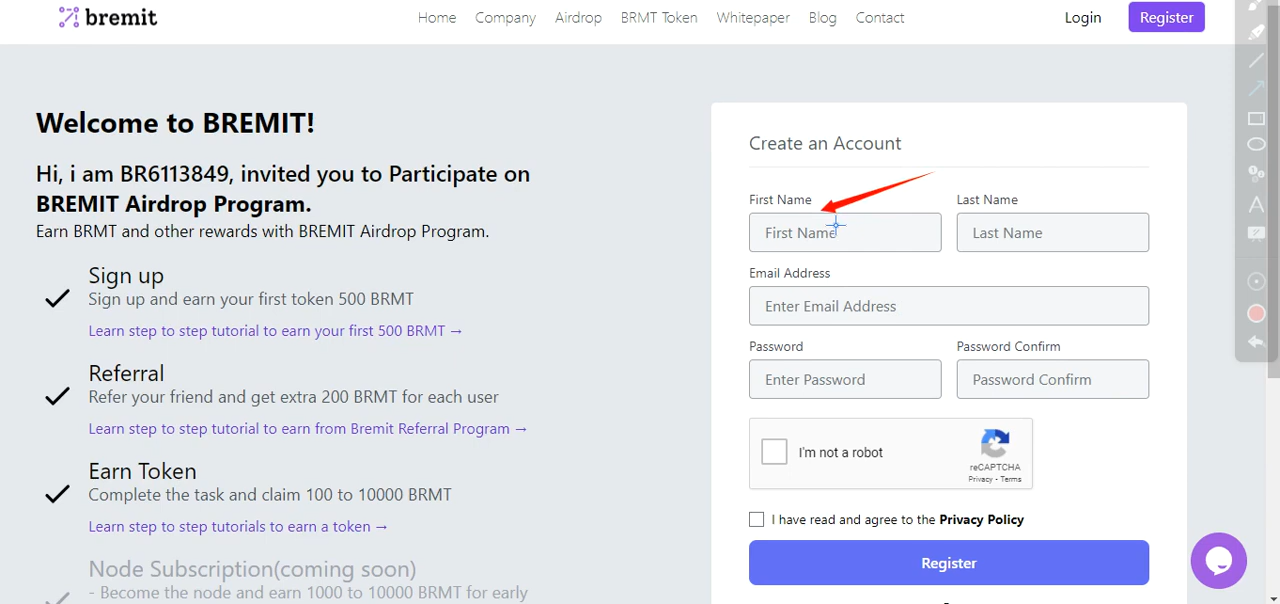 bremit
Home Company Airdrop BRMT Token Whitepaper Blog Contact Login Register
Welcome to BREMIT!
Hi, i am BR6113849, invited you to Participate on
BREMIT Airdrop Program.
Earn BRMT and other rewards with BREMIT Airdrop Program.
Sign up
Sign up and earn your first token 500 BRMT
Learn step to step tutorial to earn your first 500 BRMT →
Referral
Refer your friend and get extra 200 BRMT for each user
Learn step to step tutorial to earn from Bremit Referral Program →
Earn Token
Complete the task and claim 100 to 10000 BRMT
Learn step to step tutorials to earn a token →
Node Subscription(coming soon)
- Become the node and earn 1000 to 10000 BRMT for early
Create an Account
First Name Last Name
First Name Last Name
Email Address
Enter Email Address
Password Password Confirm
Enter Password Password Confirm
I'm not a robot
reCAPTCHA
Privacy - Terms
I have read and agree to the Privacy Policy
Register
A